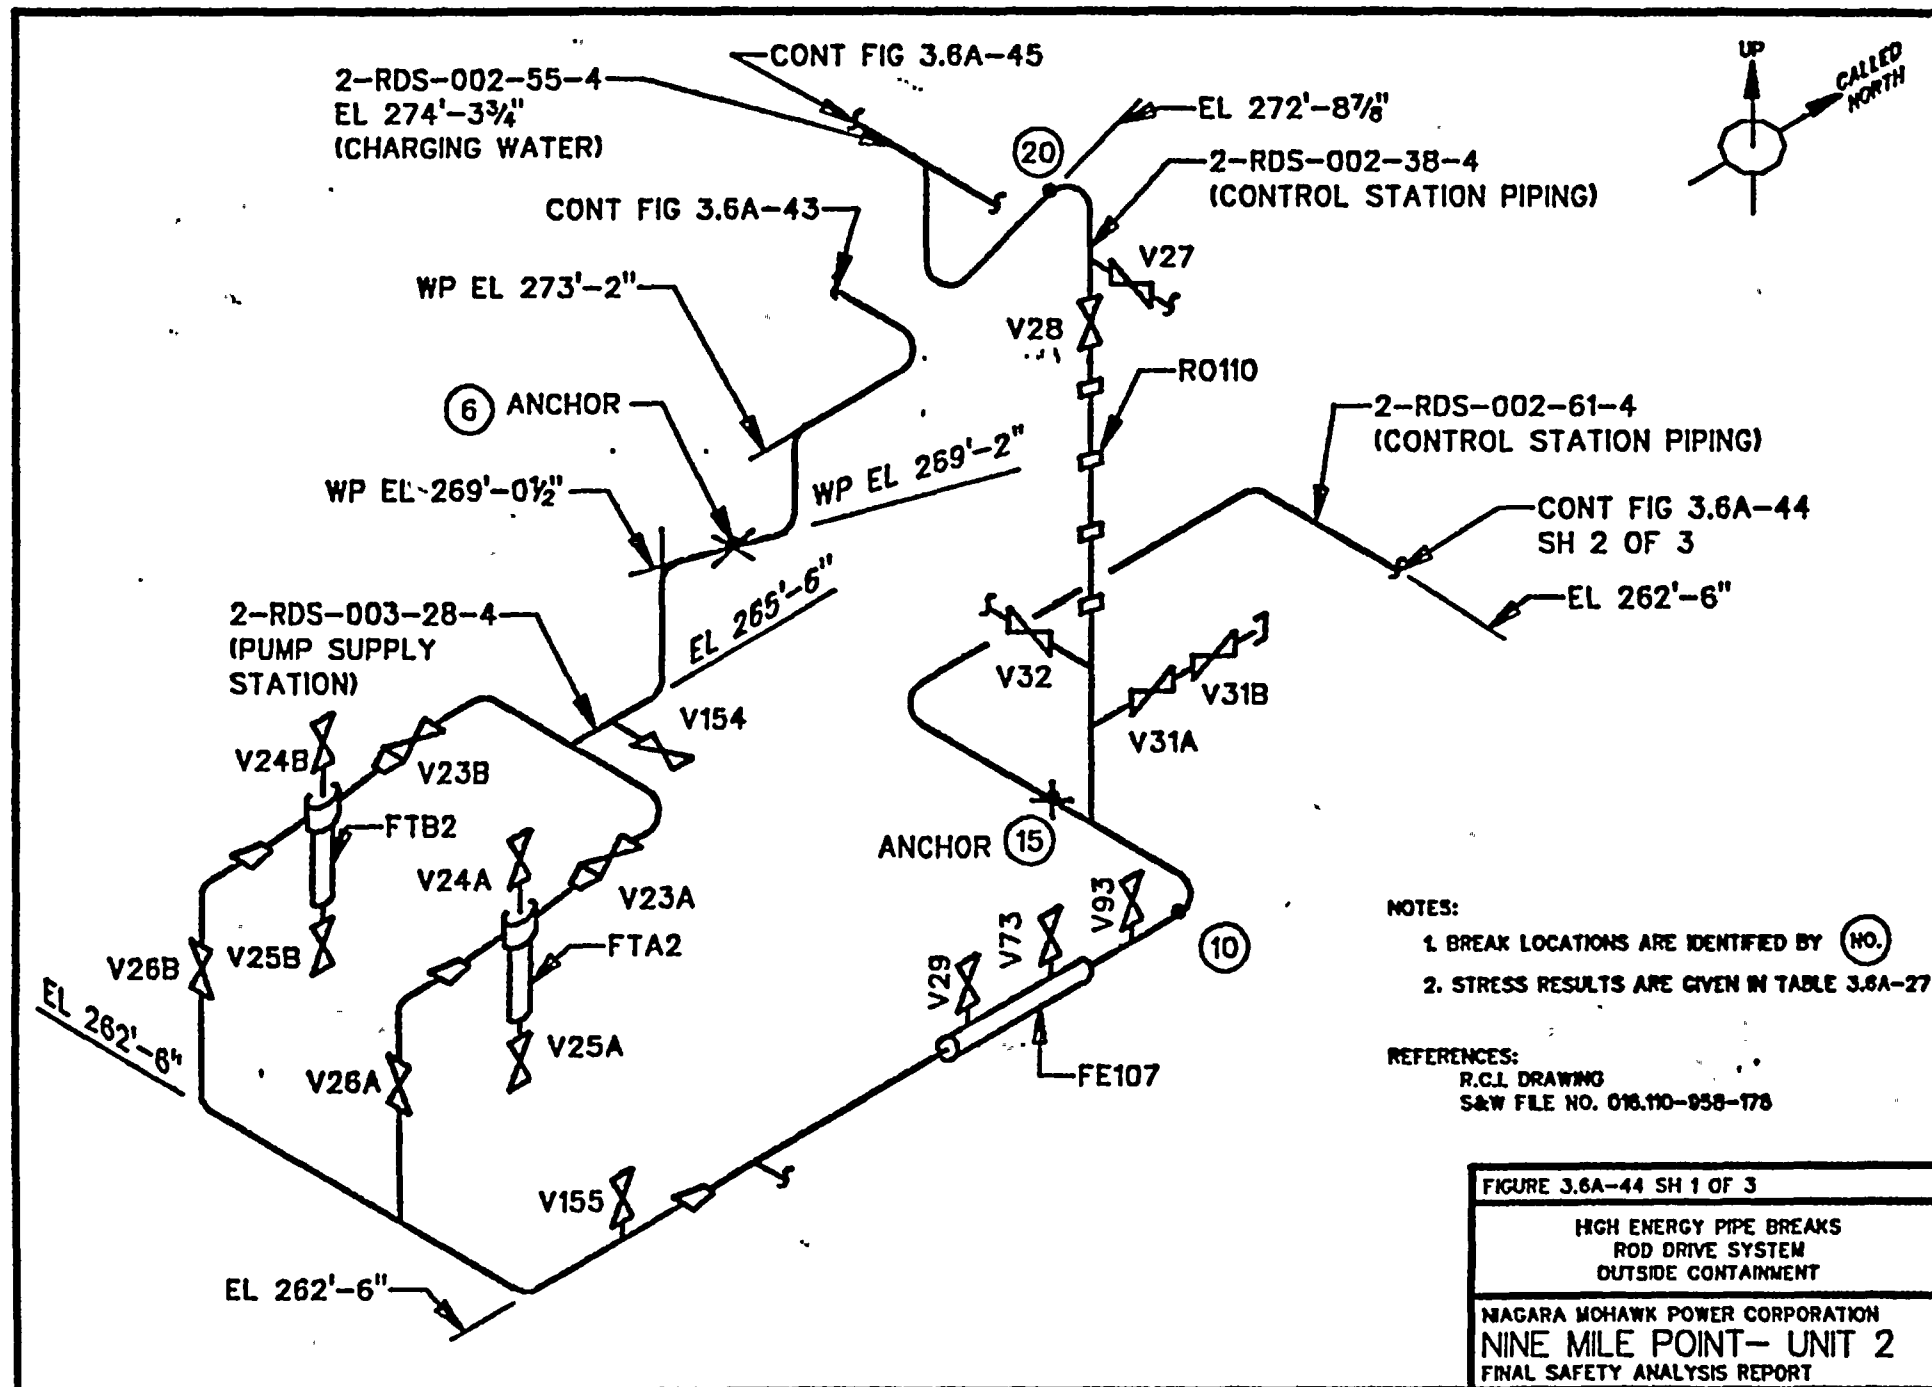 CONT FIG 3.6A-45
2-RDS-002-55-4
EL 274'-3¾"
(CHARGING WATER)
UP
CALLED
NORTH
EL 272'-8⅞"
20
2-RDS-002-38-4
(CONTROL STATION PIPING)
CONT FIG 3.6A-43
V27
WP EL 273'-2"
V28
RO110
6 ANCHOR
2-RDS-002-61-4
(CONTROL STATION PIPING)
WP EL 269'-2"
WP EL 269'-0½"
CONT FIG 3.6A-44
SH 2 OF 3
EL 265'-6"
EL 262'-6"
2-RDS-003-28-4
(PUMP SUPPLY
STATION)
V32
V31B
V154
V31A
V24B
V23B
FTB2
ANCHOR 15
V24A
V23A
V93
V73
V29
10
FTA2
V26B
V25B
EL 262'-6"
V25A
V26A
FE107
V155
EL 262'-6"
NOTES:
1. BREAK LOCATIONS ARE IDENTIFIED BY NO.
2. STRESS RESULTS ARE GIVEN IN TABLE 3.6A-27
REFERENCES:
R.C.I. DRAWING
S&W FILE NO. 016.110-958-178
FIGURE 3.6A-44 SH 1 OF 3
HIGH ENERGY PIPE BREAKS
ROD DRIVE SYSTEM
OUTSIDE CONTAINMENT
NIAGARA MOHAWK POWER CORPORATION
NINE MILE POINT- UNIT 2
FINAL SAFETY ANALYSIS REPORT